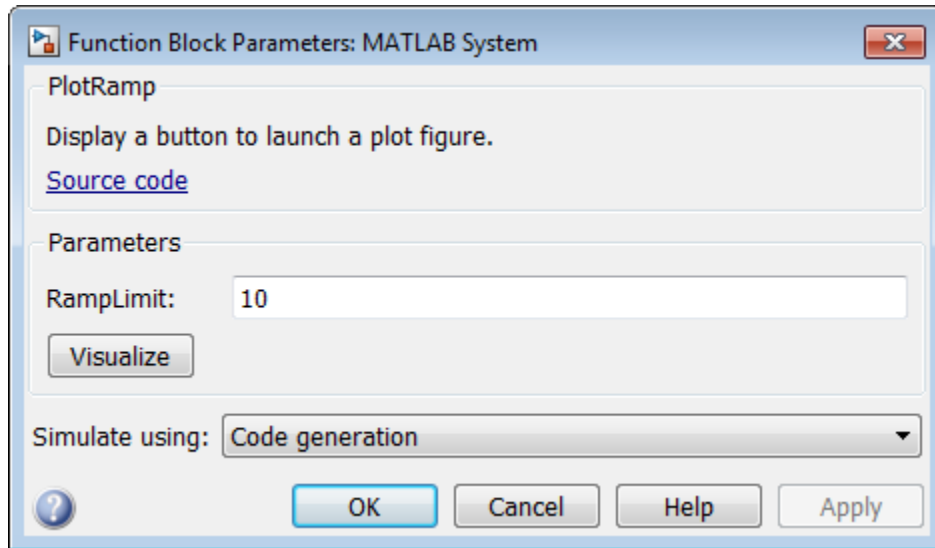 Function Block Parameters: MATLAB System
PlotRamp
Display a button to launch a plot figure.
Source code
Parameters
RampLimit: 10
Visualize
Simulate using: Code generation
? OK Cancel Help Apply